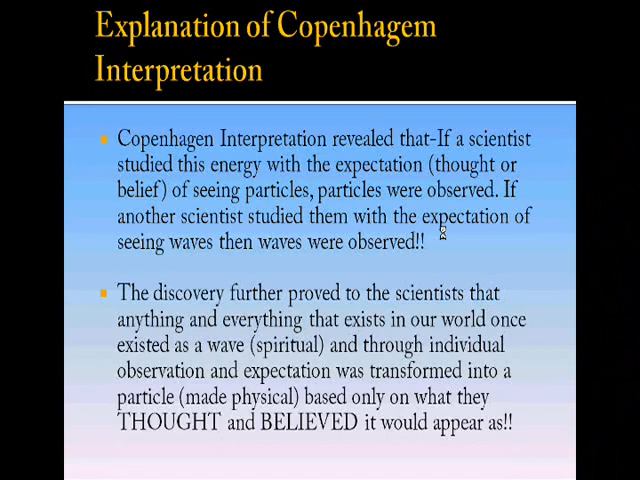 Explanation of Copenhagem
Interpretation
Copenhagen Interpretation revealed that-If a scientist
studied this energy with the expectation (thought or
belief) of seeing particles, particles were observed. If
another scientist studied them with the expectation of
seeing waves then waves were observed!!
The discovery further proved to the scientists that
anything and everything that exists in our world once
existed as a wave (spiritual) and through individual
observation and expectation was transformed into a
particle (made physical) based only on what they
THOUGHT and BELIEVED it would appear as!!